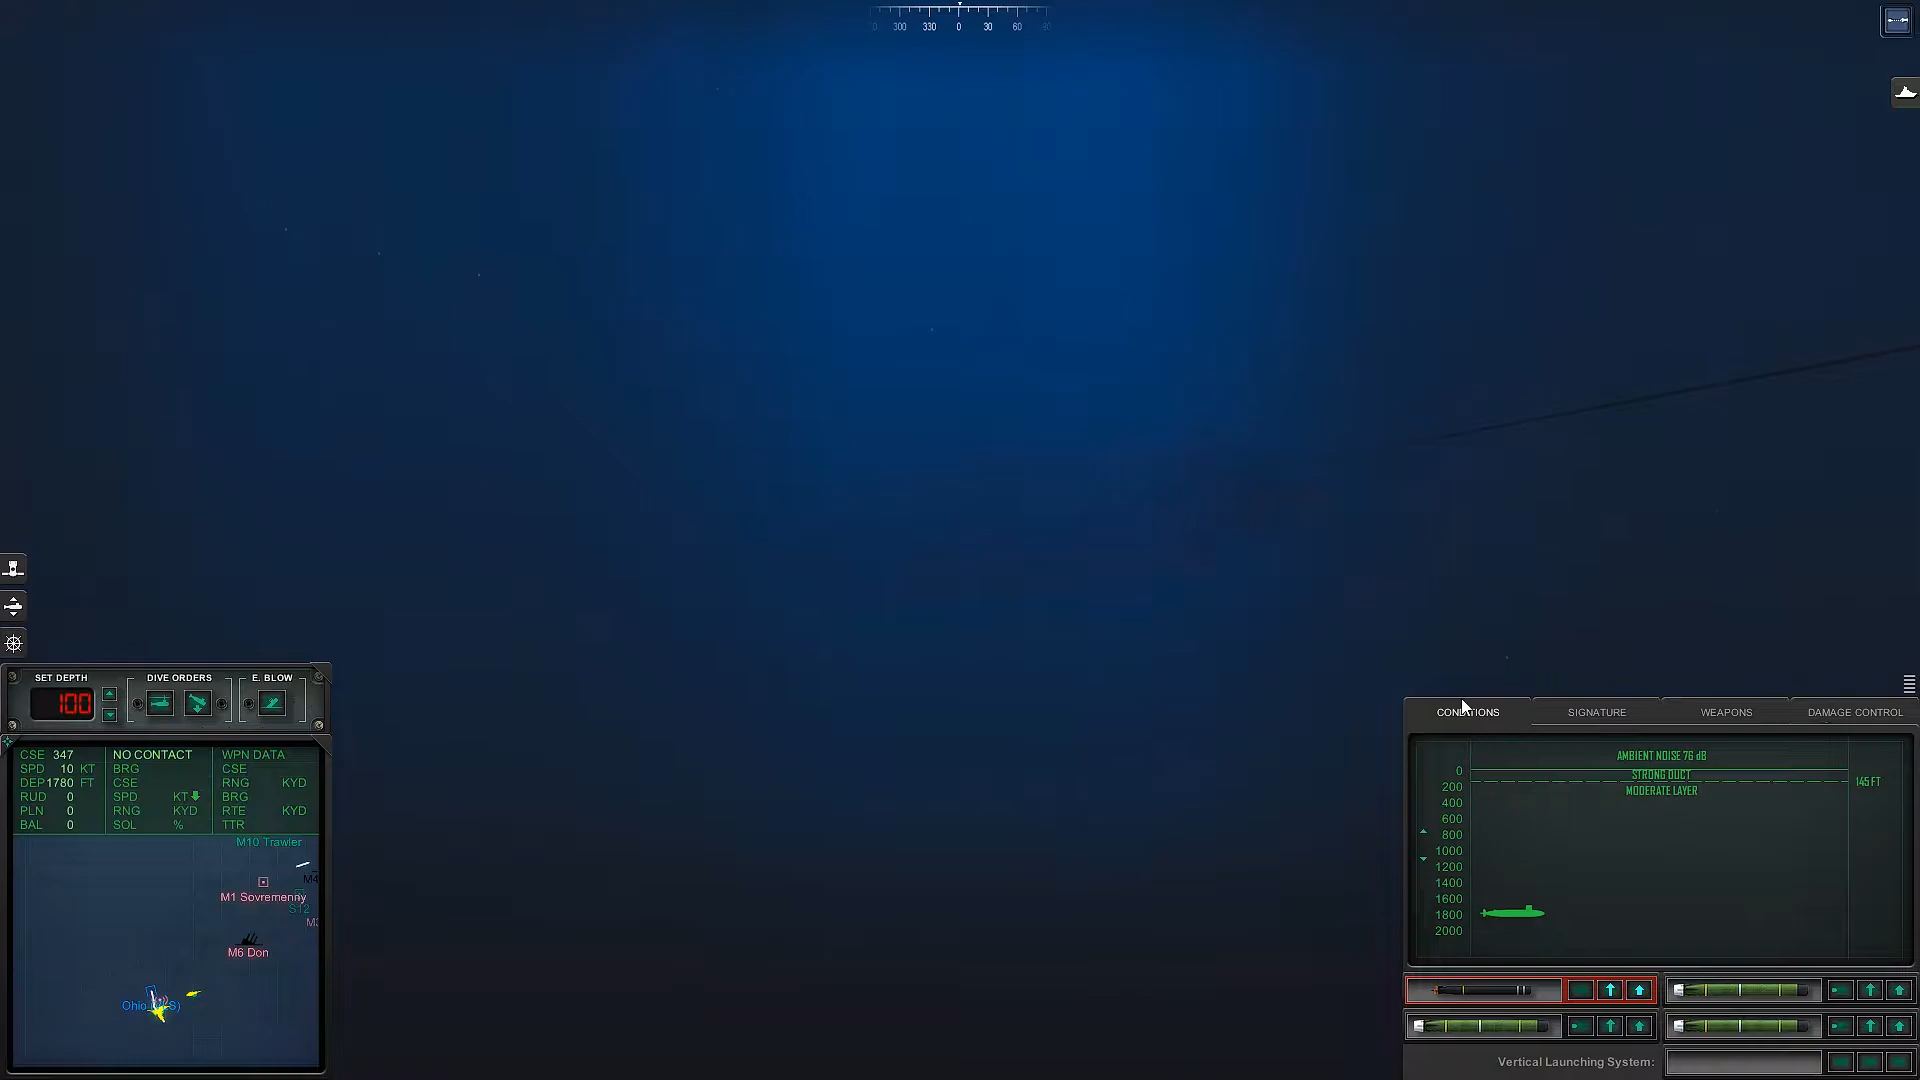 300 330 0 30 60
SET DEPTH DIVE ORDERS E. BLOW
100
CSE 347 NO CONTACT WPN DATA
SPD 10 KT BRG CSE
DEP 1780 FT CSE RNG KYD
RUD 0 SPD KT BRG
PLN 0 RNG KYD RTE KYD
BAL 0 SOL % TTR
M10 Trawler
M4
M1 Sovremenny
S12
M3
M6 Don
CONDITIONS SIGNATURE WEAPONS DAMAGE CONTROL
AMBIENT NOISE 76 dB
0
STRONG DUCT
145 FT
200
MODERATE LAYER
400
600
800
1000
1200
1400
1600
1800
2000
Vertical Launching System: